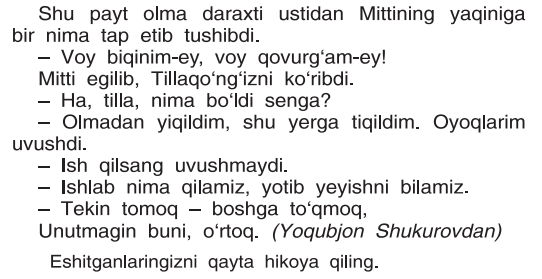 Shu payt olma daraxti ustidan Mittining yaqiniga
bir nima tap etib tushibdi.
– Voy biqinim-ey, voy qovurg‘am-ey!
Mitti egilib, Tillaqo‘ng‘izni ko‘ribdi.
– Ha, tilla, nima bo‘ldi senga?
– Olmadan yiqildim, shu yerga tiqildim. Oyoqlarim
uvushdi.
– Ish qilsang uvushmaydi.
– Ishlab nima qilamiz, yotib yeyishni bilamiz.
– Tekin tomoq – boshga to‘qmoq,
Unutmagin buni, o‘rtoq. (Yoqubjon Shukurovdan)
Eshitganlaringizni qayta hikoya qiling.